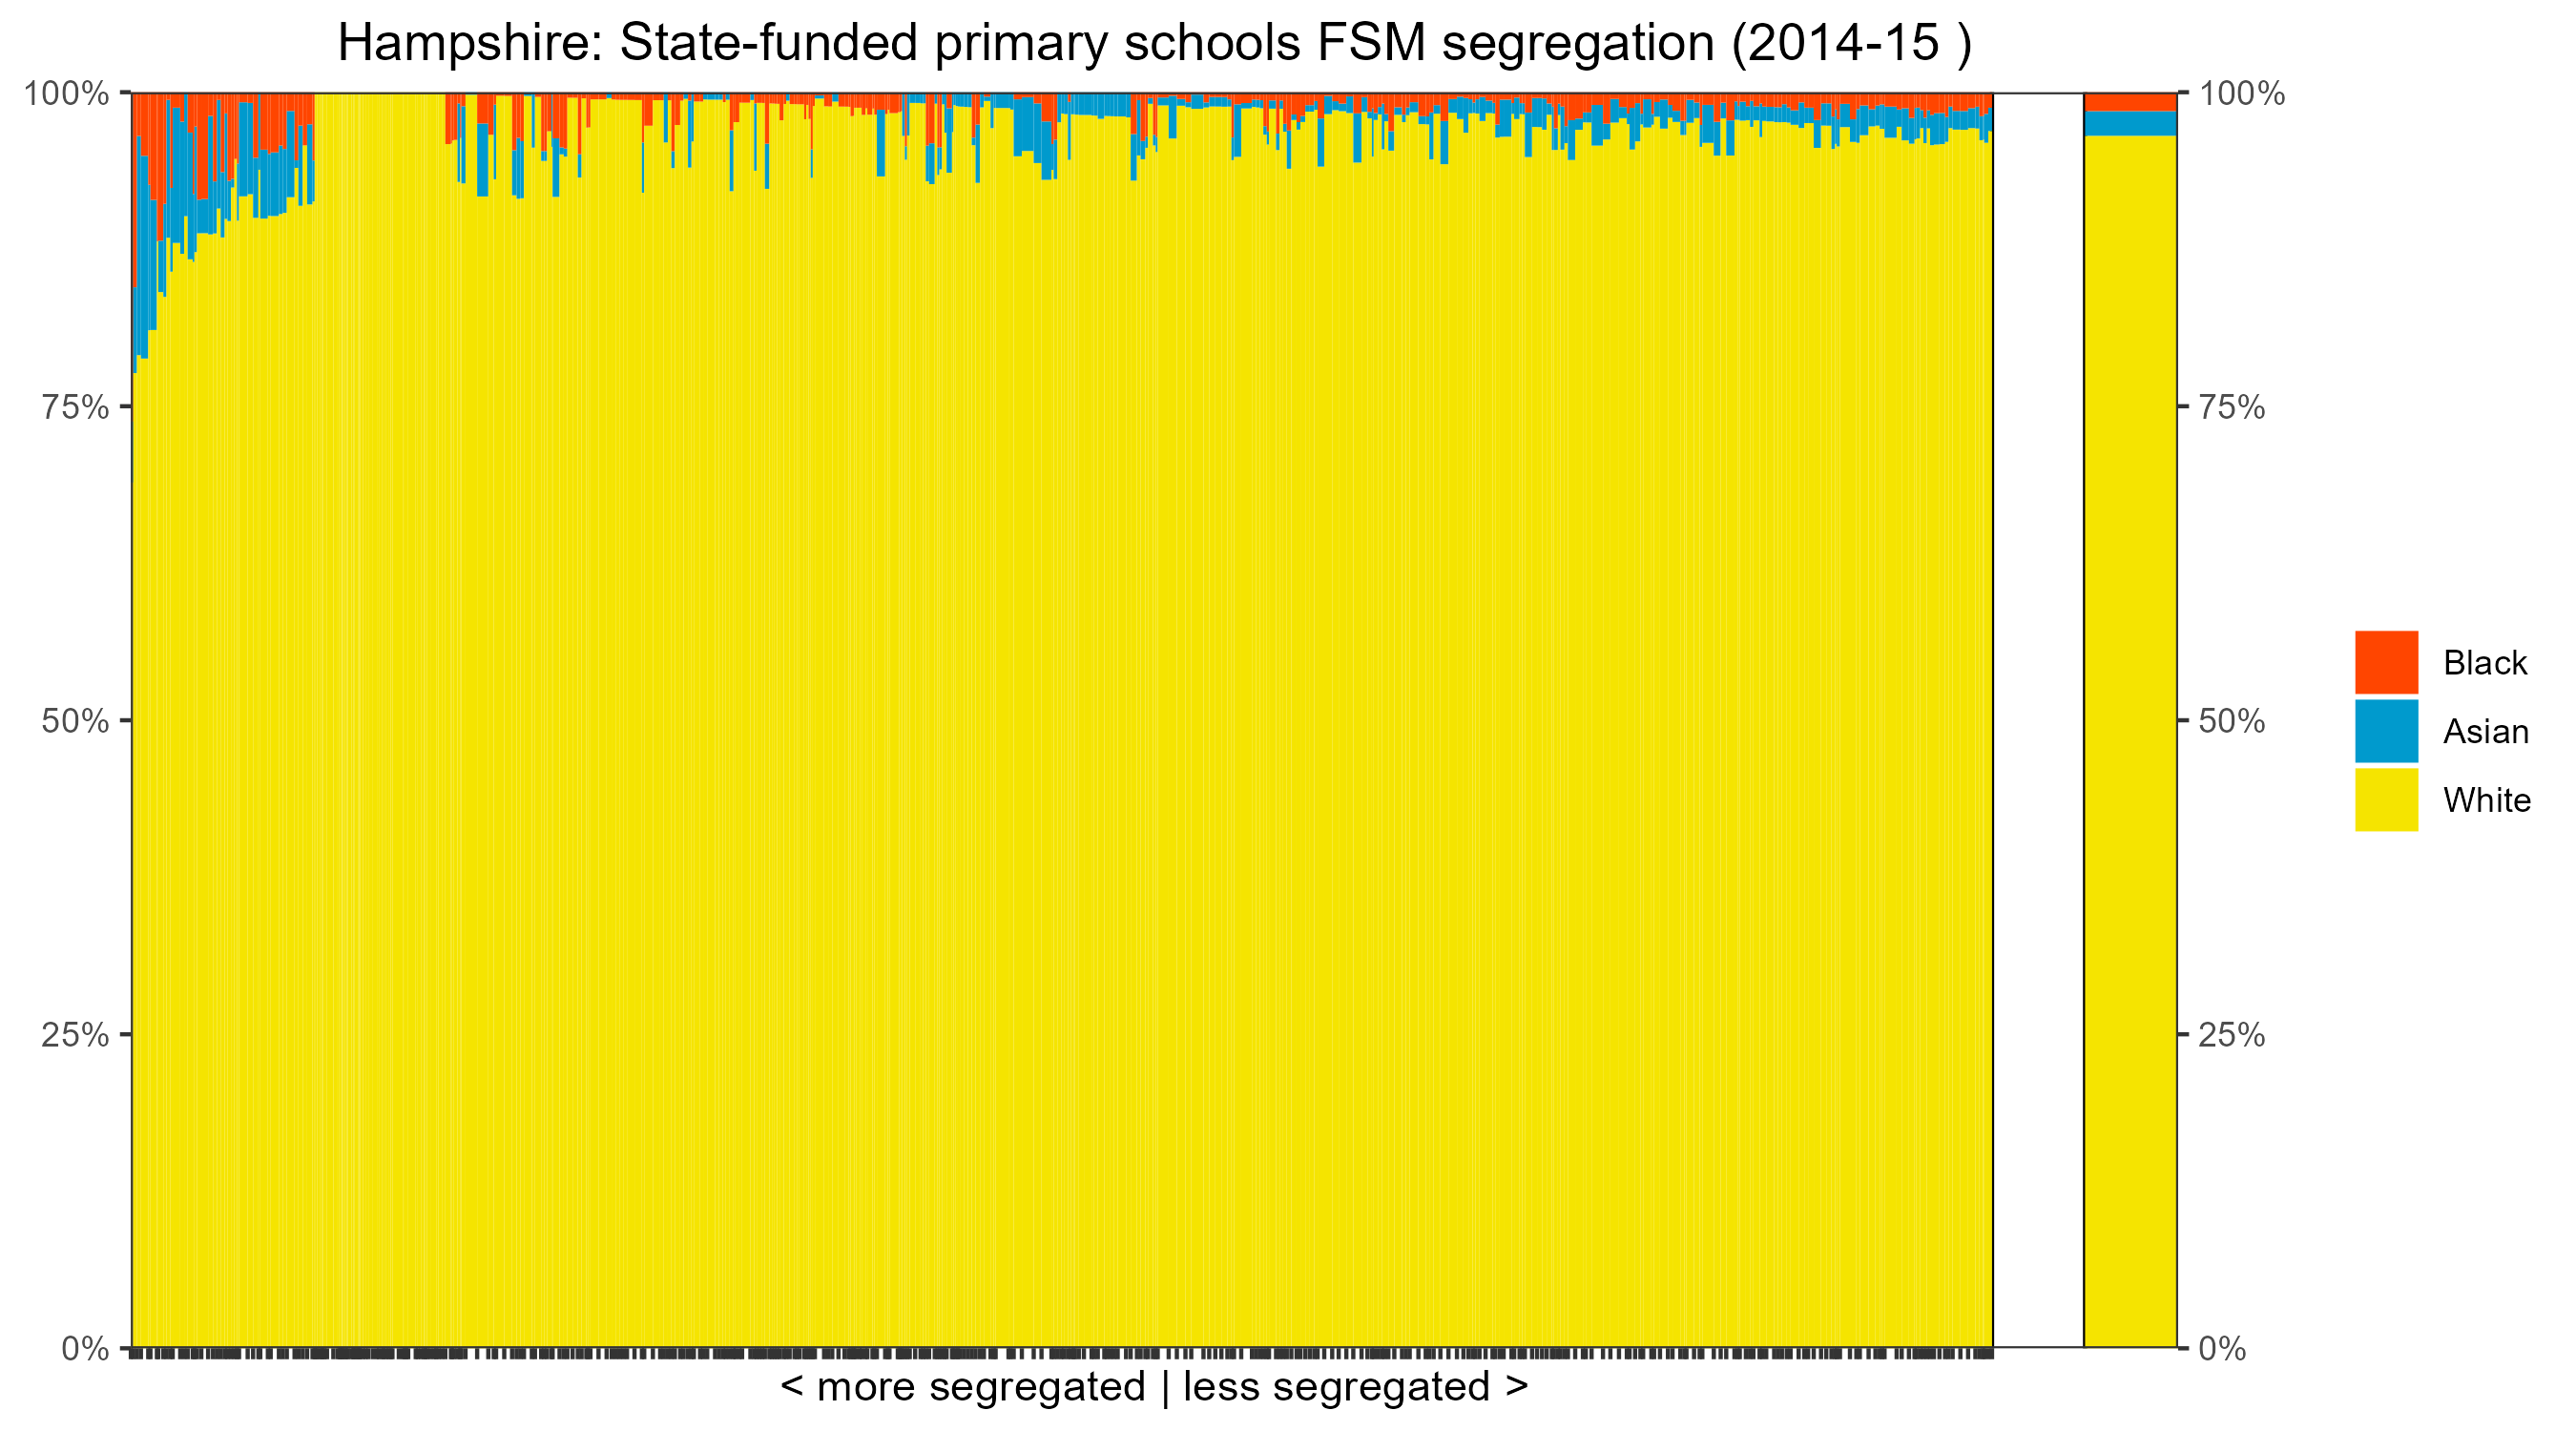 Hampshire: State-funded primary schools FSM segregation (2014-15 )
100%
75%
50%
25%
0%
100%
75%
50%
25%
0%
Black
Asian
White
< more segregated | less segregated >